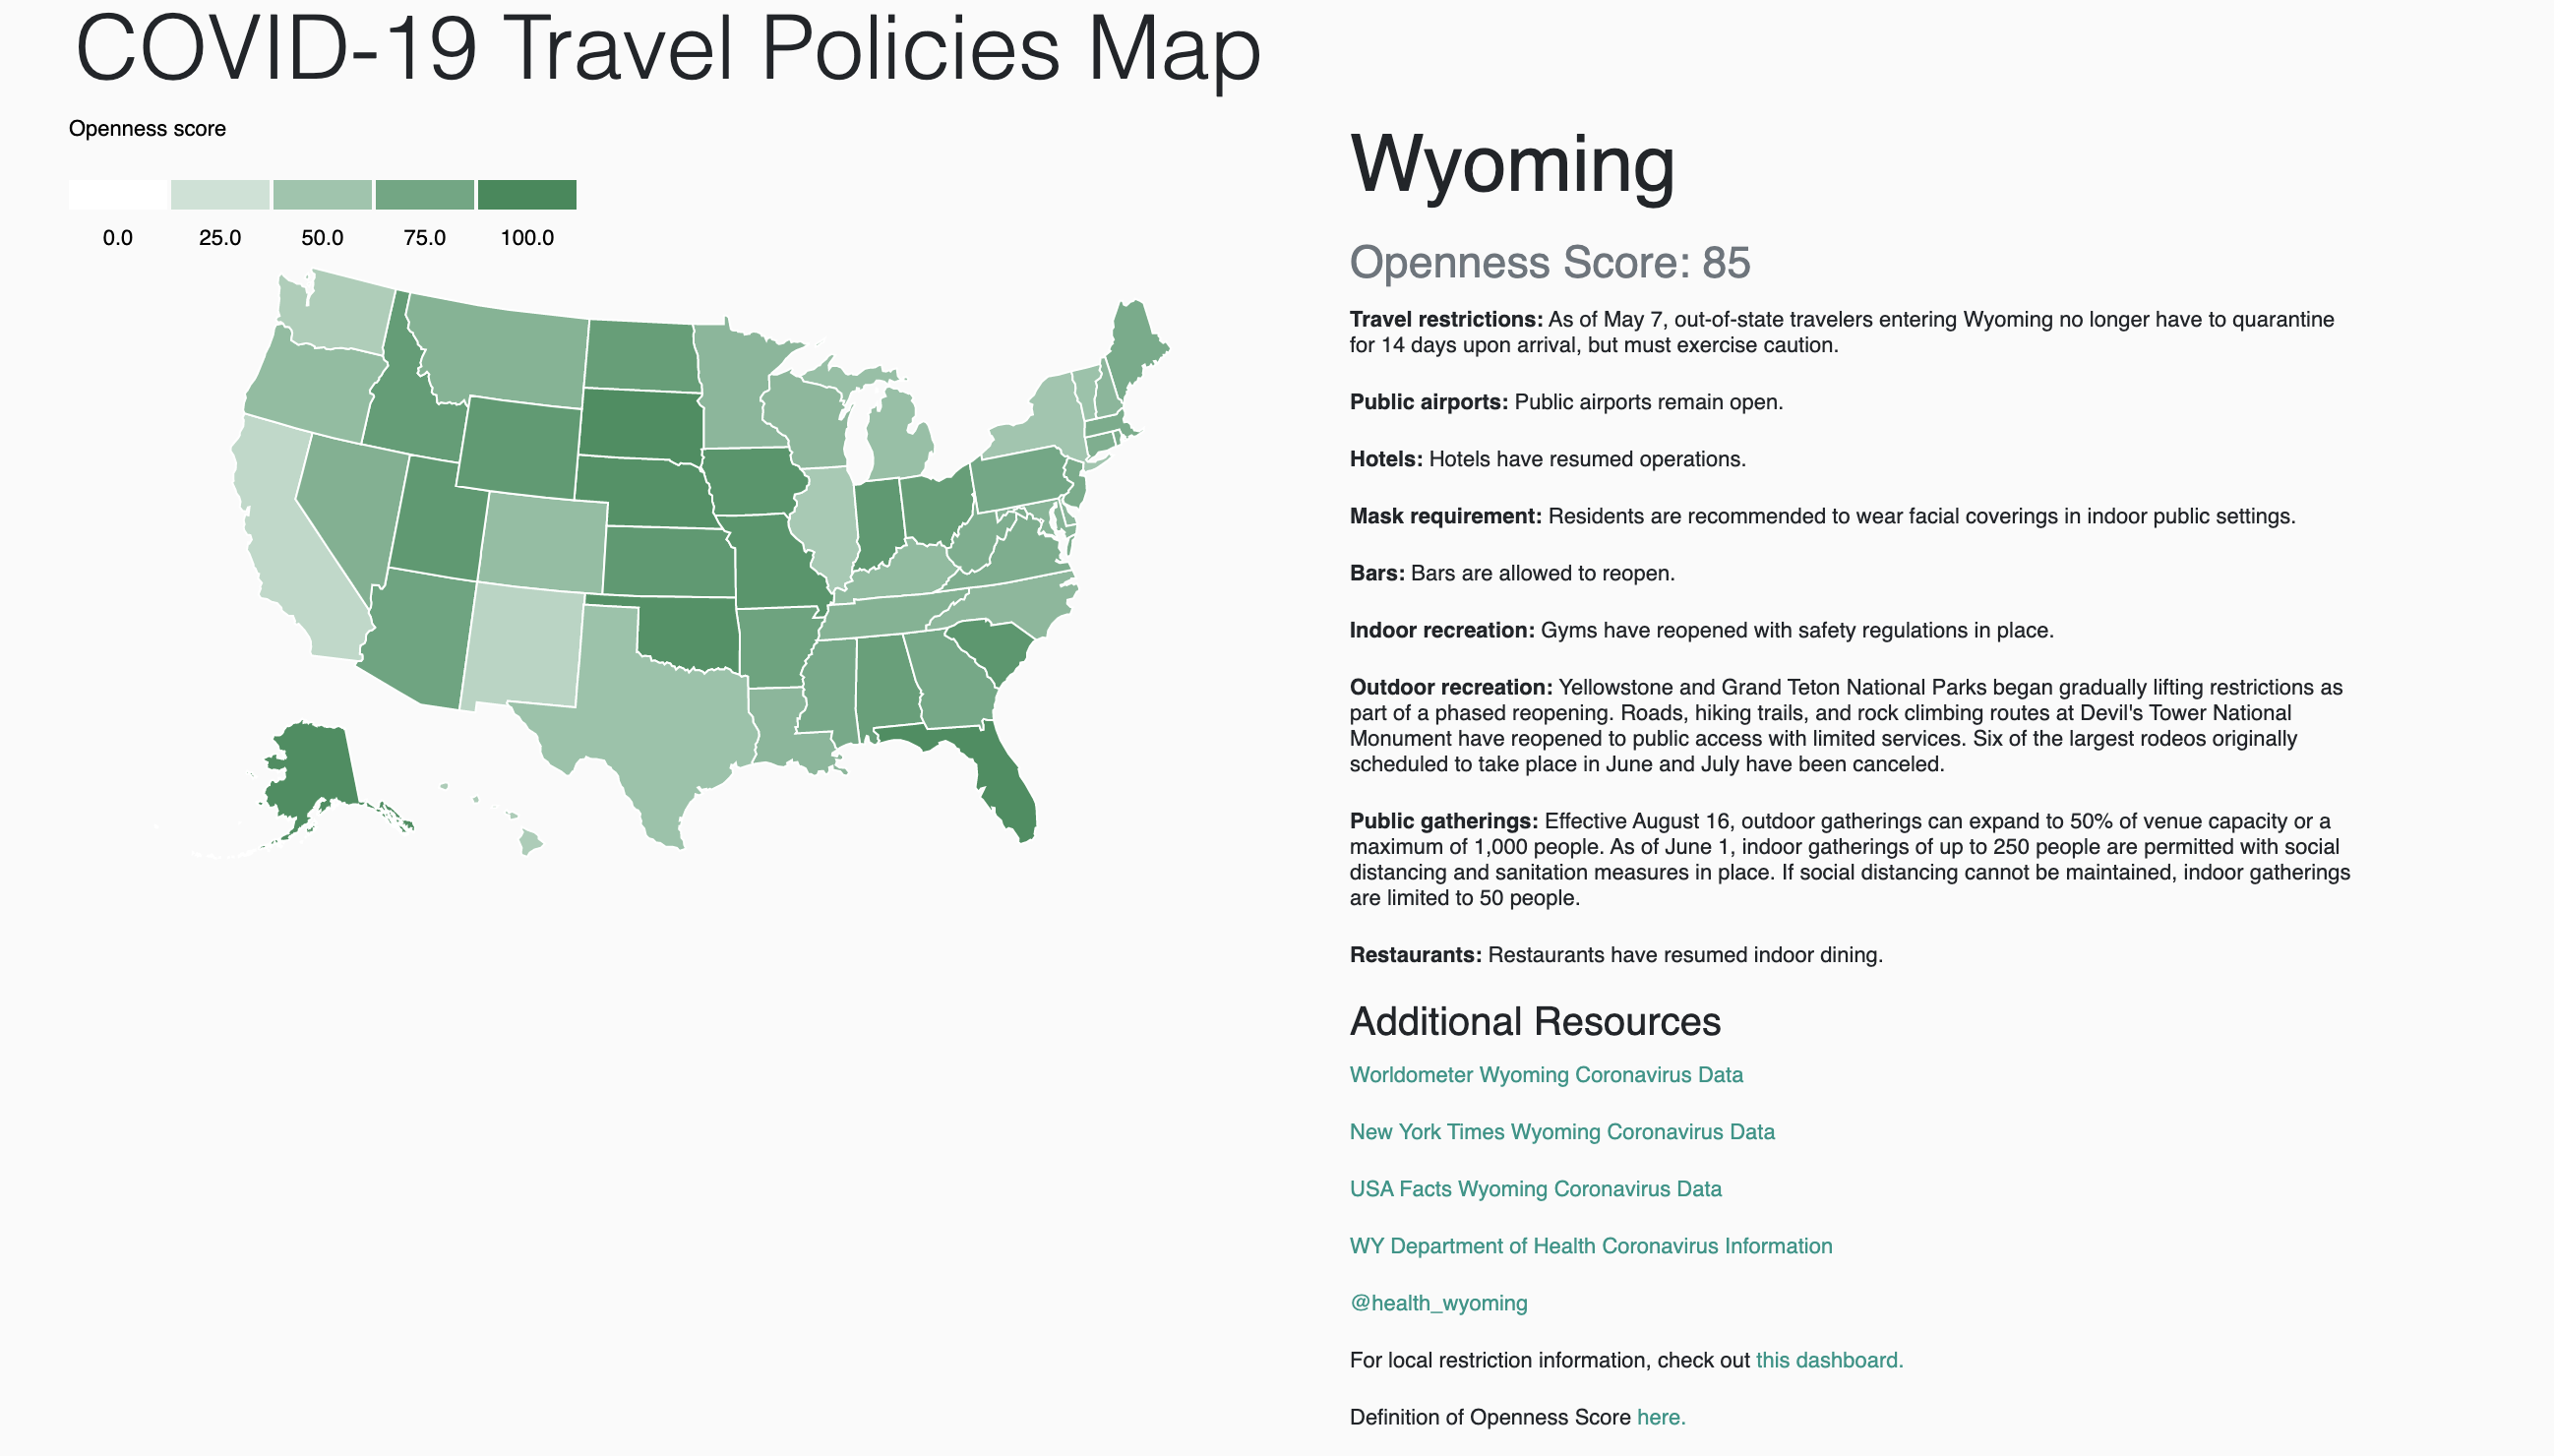 COVID-19 Travel Policies Map
Openness score
0.0 25.0 50.0 75.0 100.0
Wyoming
Openness Score: 85
Travel restrictions: As of May 7, out-of-state travelers entering Wyoming no longer have to quarantine
for 14 days upon arrival, but must exercise caution.
Public airports: Public airports remain open.
Hotels: Hotels have resumed operations.
Mask requirement: Residents are recommended to wear facial coverings in indoor public settings.
Bars: Bars are allowed to reopen.
Indoor recreation: Gyms have reopened with safety regulations in place.
Outdoor recreation: Yellowstone and Grand Teton National Parks began gradually lifting restrictions as
part of a phased reopening. Roads, hiking trails, and rock climbing routes at Devil's Tower National
Monument have reopened to public access with limited services. Six of the largest rodeos originally
scheduled to take place in June and July have been canceled.
Public gatherings: Effective August 16, outdoor gatherings can expand to 50% of venue capacity or a
maximum of 1,000 people. As of June 1, indoor gatherings of up to 250 people are permitted with social
distancing and sanitation measures in place. If social distancing cannot be maintained, indoor gatherings
are limited to 50 people.
Restaurants: Restaurants have resumed indoor dining.
Additional Resources
Worldometer Wyoming Coronavirus Data
New York Times Wyoming Coronavirus Data
USA Facts Wyoming Coronavirus Data
WY Department of Health Coronavirus Information
@health_wyoming
For local restriction information, check out this dashboard.
Definition of Openness Score here.